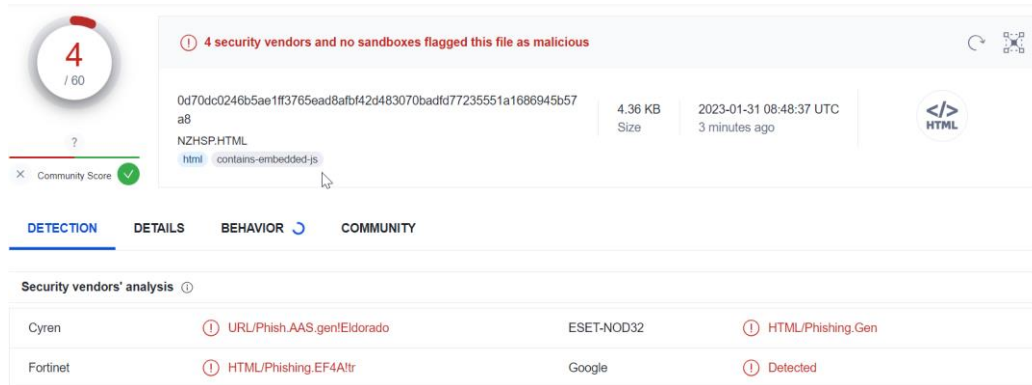 4
/ 60
?
Community Score
4 security vendors and no sandboxes flagged this file as malicious
0d70dc0246b5ae1ff3765ead8afbf42d483070badfd77235551a1686945b57
a8
NZHSP.HTML
html contains-embedded-js
4.36 KB
Size
2023-01-31 08:48:37 UTC
3 minutes ago
</>
HTML
DETECTION DETAILS BEHAVIOR COMMUNITY
Security vendors' analysis
Cyren URL/Phish.AAS.gen!Eldorado ESET-NOD32 HTML/Phishing.Gen
Fortinet HTML/Phishing.EF4A!tr Google Detected